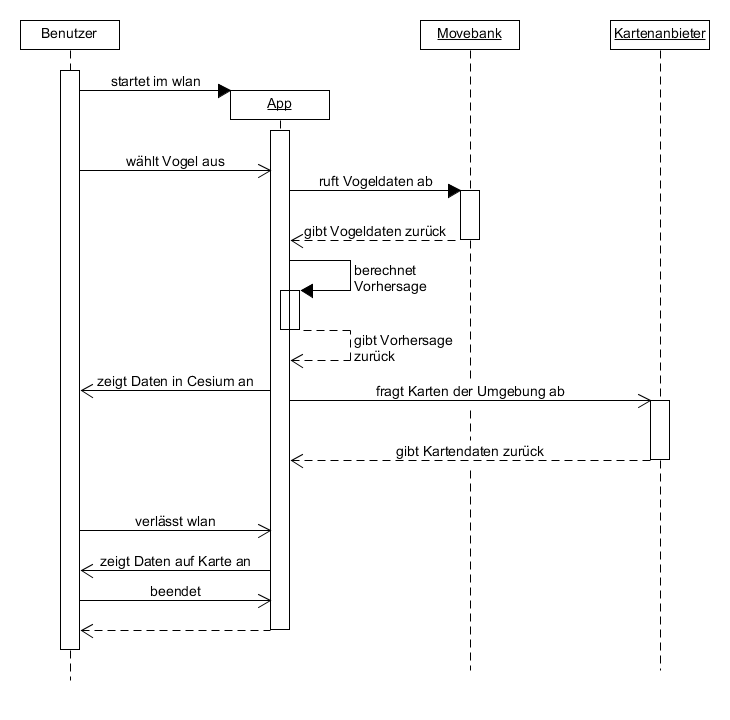 Benutzer
Movebank
Kartenanbieter
startet im wlan
App
wählt Vogel aus
ruft Vogeldaten ab
gibt Vogeldaten zurück
berechnet
Vorhersage
gibt Vorhersage
zurück
zeigt Daten in Cesium an
fragt Karten der Umgebung ab
gibt Kartendaten zurück
verlässt wlan
zeigt Daten auf Karte an
beendet